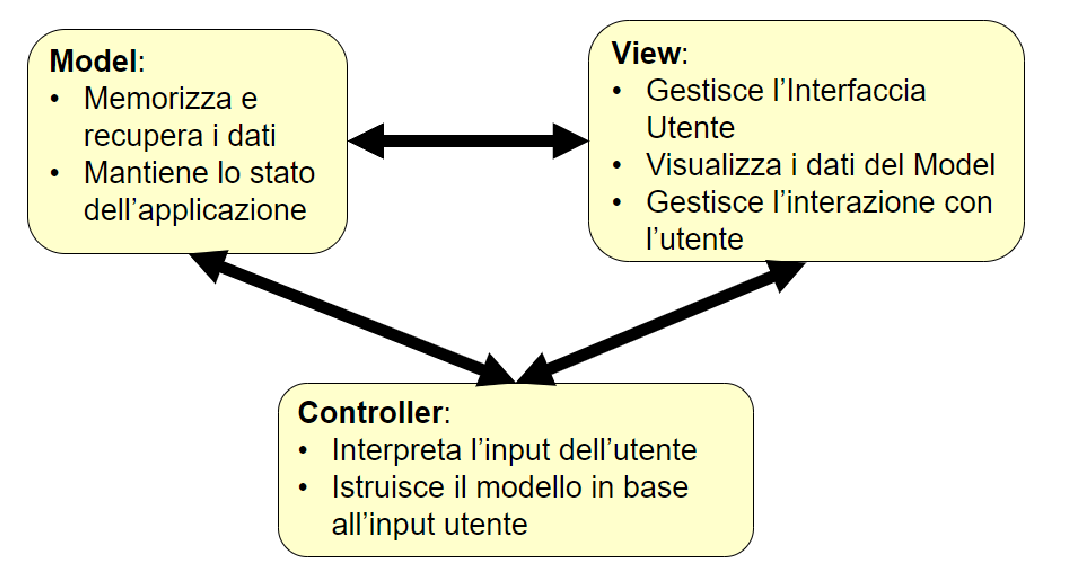 Model:
• Memorizza e
recupera i dati
• Mantiene lo stato
dell’applicazione
View:
• Gestisce l’Interfaccia
Utente
• Visualizza i dati del Model
• Gestisce l’interazione con
l’utente
Controller:
• Interpreta l’input dell’utente
• Istruisce il modello in base
all’input utente